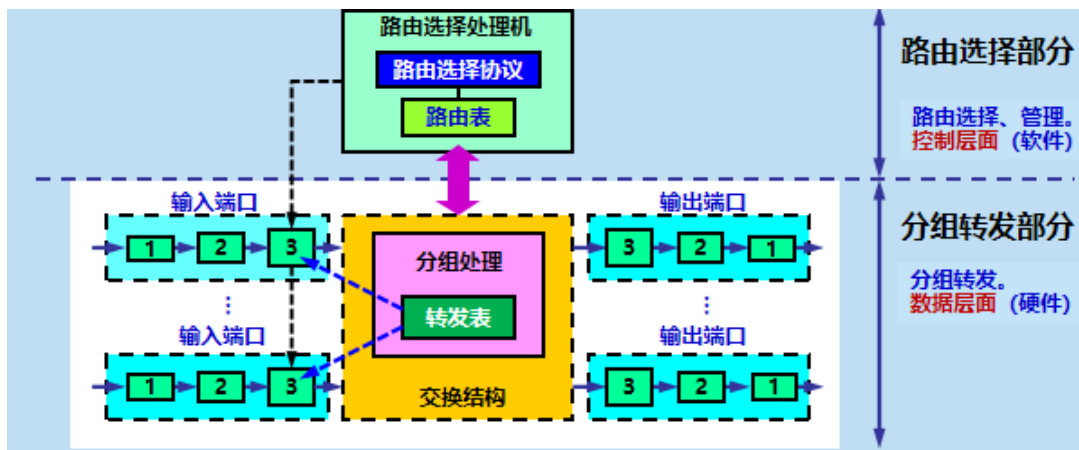 路由选择处理机
路由选择协议
路由表
路由选择部分
路由选择、管理。
控制层面 (软件)
输入端口
1 2 3
⋮
输入端口
1 2 3
分组处理
转发表
交换结构
输出端口
3 2 1
⋮
输出端口
3 2 1
分组转发部分
分组转发。
数据层面 (硬件)